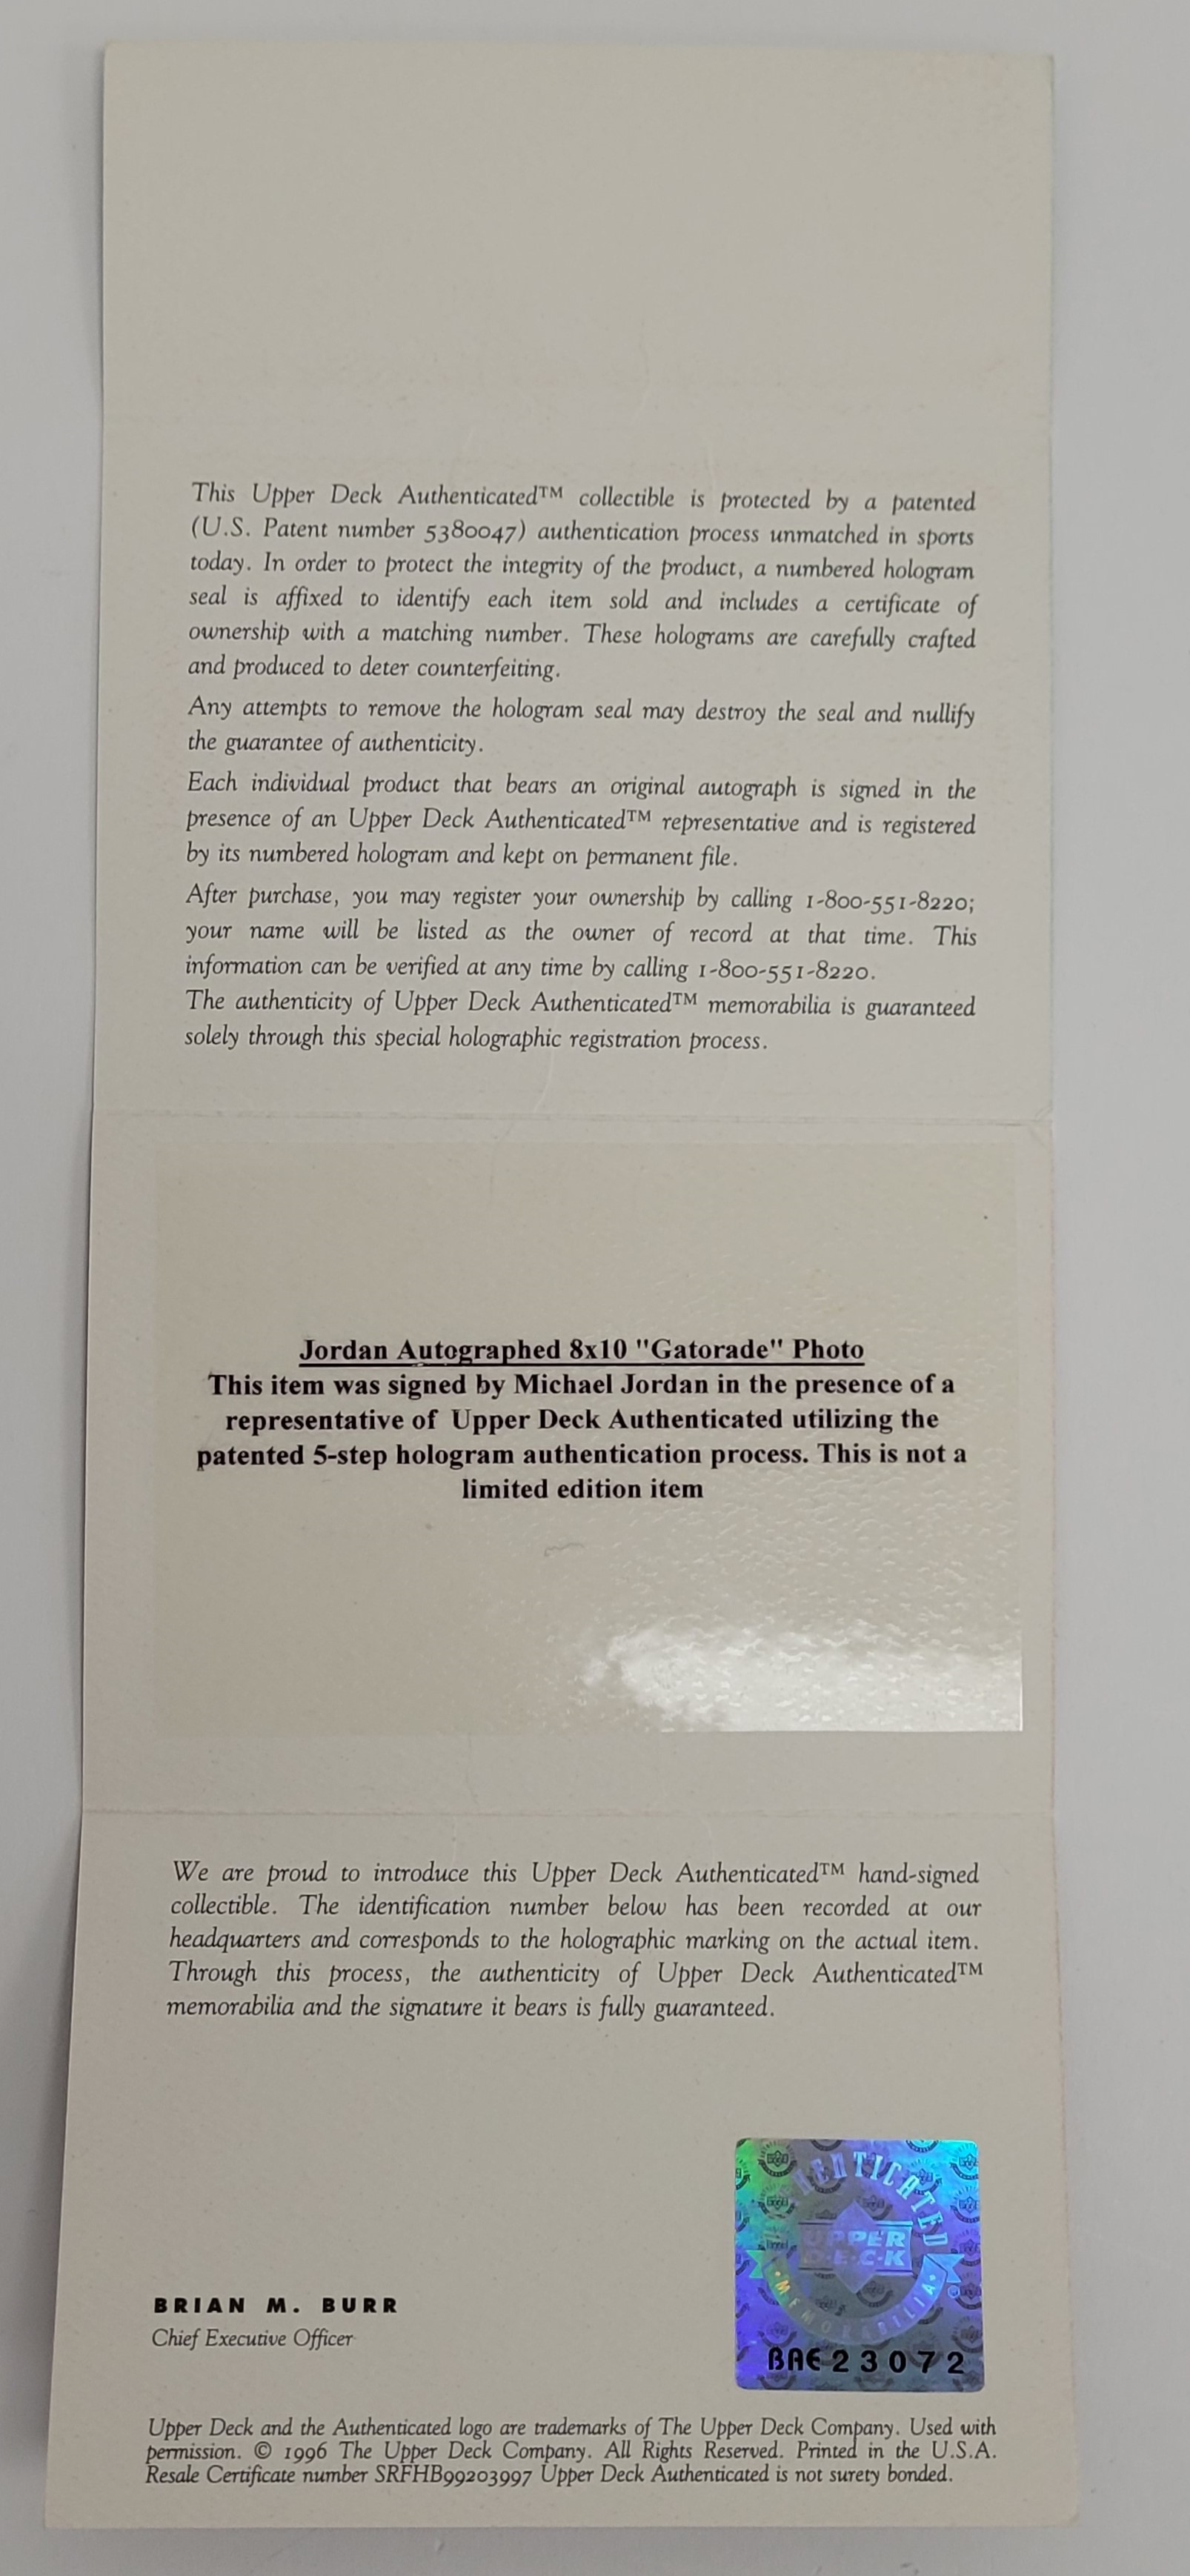 This Upper Deck Authenticated™ collectible is protected by a patented
(U.S. Patent number 5380047) authentication process unmatched in sports
today. In order to protect the integrity of the product, a numbered hologram
seal is affixed to identify each item sold and includes a certificate of
ownership with a matching number. These holograms are carefully crafted
and produced to deter counterfeiting.
Any attempts to remove the hologram seal may destroy the seal and nullify
the guarantee of authenticity.
Each individual product that bears an original autograph is signed in the
presence of an Upper Deck Authenticated™ representative and is registered
by its numbered hologram and kept on permanent file.
After purchase, you may register your ownership by calling 1-800-551-8220;
your name will be listed as the owner of record at that time. This
information can be verified at any time by calling 1-800-551-8220.
The authenticity of Upper Deck Authenticated™ memorabilia is guaranteed
solely through this special holographic registration process.
Jordan Autographed 8x10 "Gatorade" Photo
This item was signed by Michael Jordan in the presence of a
representative of Upper Deck Authenticated utilizing the
patented 5-step hologram authentication process. This is not a
limited edition item
We are proud to introduce this Upper Deck Authenticated™ hand-signed
collectible. The identification number below has been recorded at our
headquarters and corresponds to the holographic marking on the actual item.
Through this process, the authenticity of Upper Deck Authenticated™
memorabilia and the signature it bears is fully guaranteed.
UPPER
DECK
MEMORABILIA
BAE23072
BRIAN M. BURR
Chief Executive Officer
Upper Deck and the Authenticated logo are trademarks of The Upper Deck Company. Used with
permission. © 1996 The Upper Deck Company. All Rights Reserved. Printed in the U.S.A.
Resale Certificate number SRFHB99203997 Upper Deck Authenticated is not surety bonded.